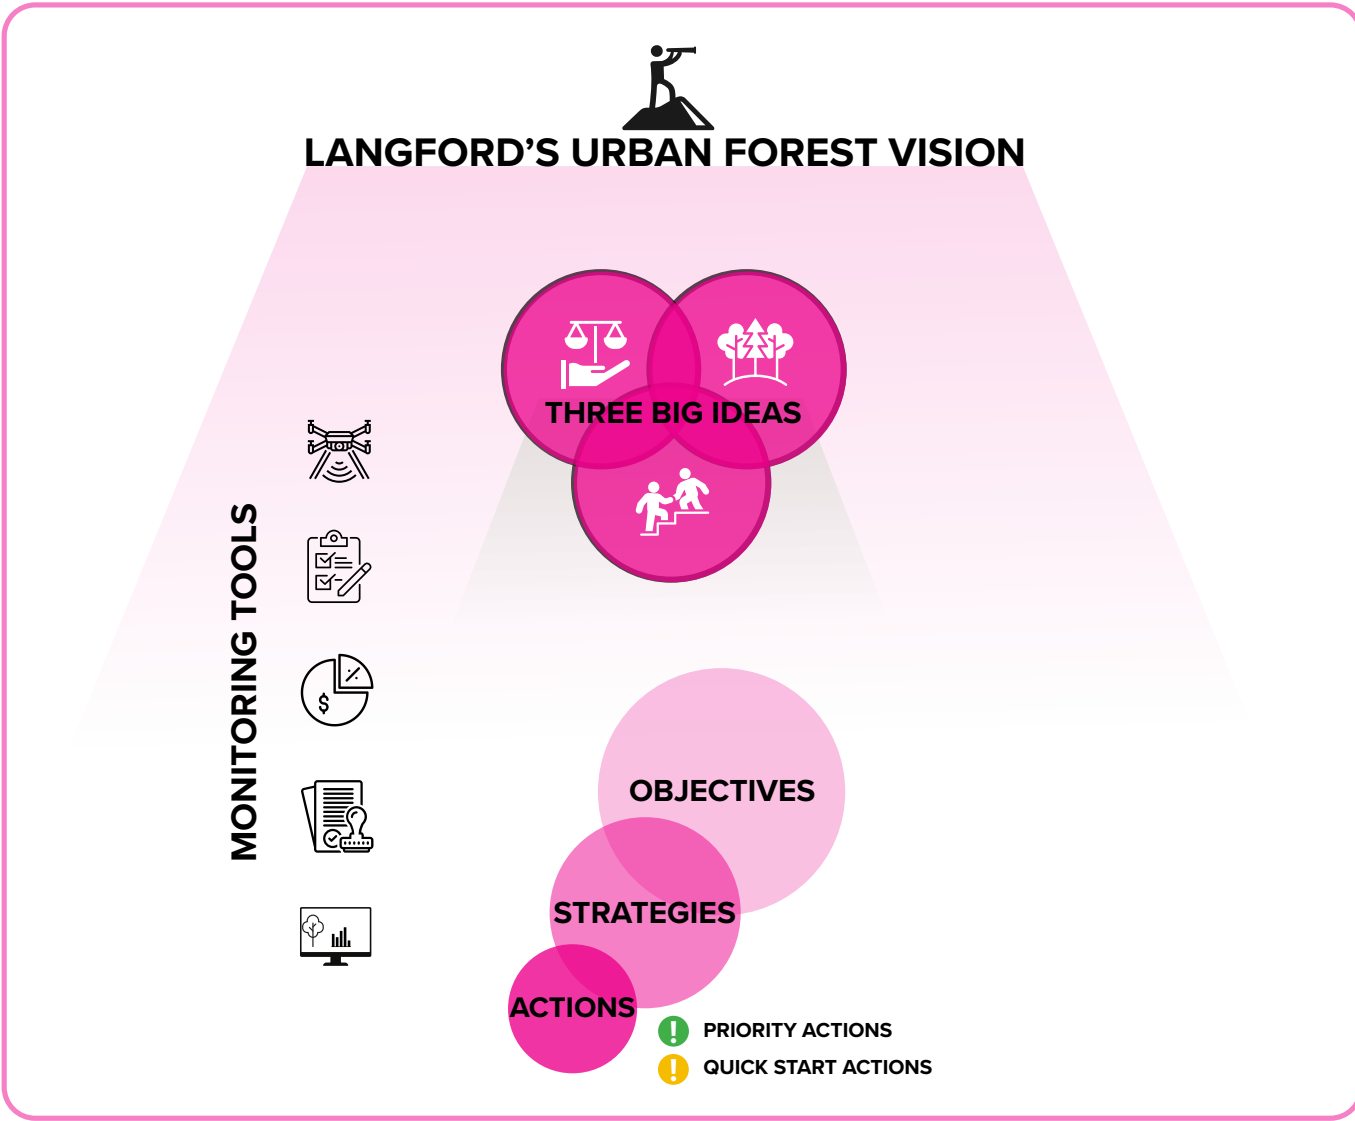 LANGFORD’S URBAN FOREST VISION
THREE BIG IDEAS
MONITORING TOOLS
$
%
OBJECTIVES
STRATEGIES
ACTIONS
! PRIORITY ACTIONS
! QUICK START ACTIONS